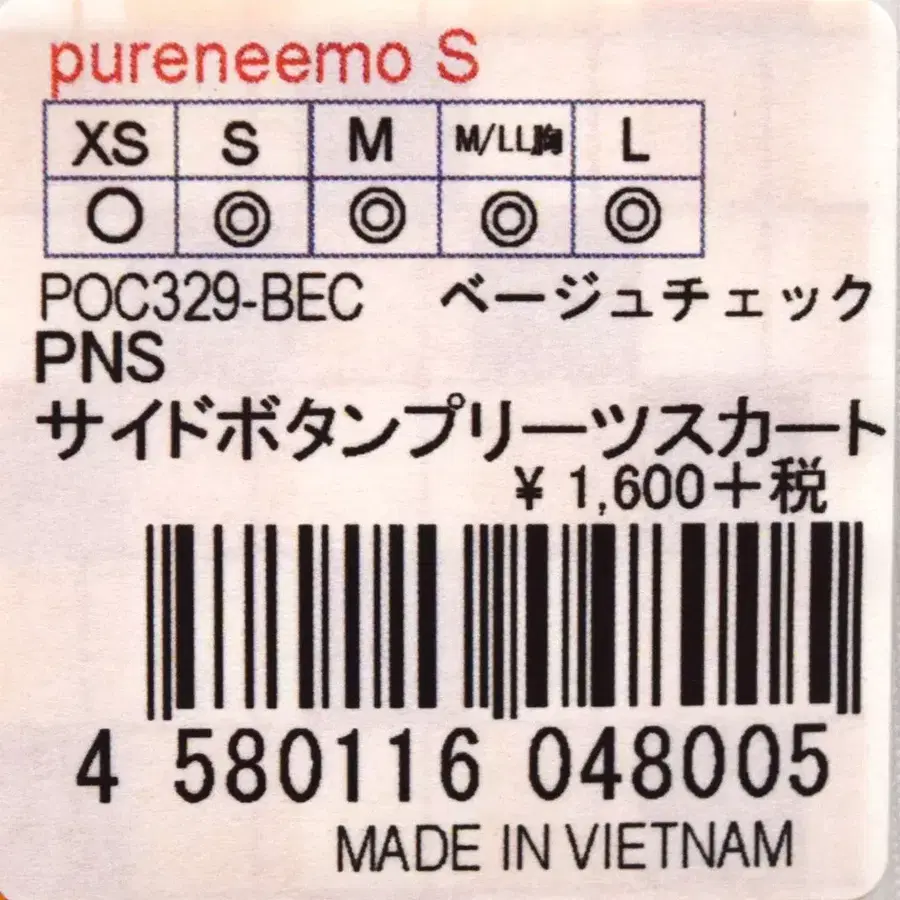 pureneemo S
XS S M M/LL胸 L
○ ◎ ◎ ◎ ◎
POC329-BEC ベージュチェック
PNS
サイドボタンプリーツスカート
¥ 1,600+税
4 580116 048005
MADE IN VIETNAM